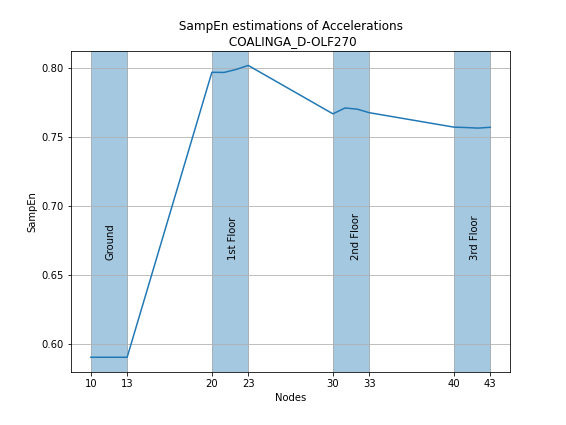 SampEn estimations of Accelerations
COALINGA_D-OLF270
0.80
0.75
0.70
0.65
0.60
SampEn
Ground
1st Floor
2nd Floor
3rd Floor
10 13 20 23 30 33 40 43
Nodes